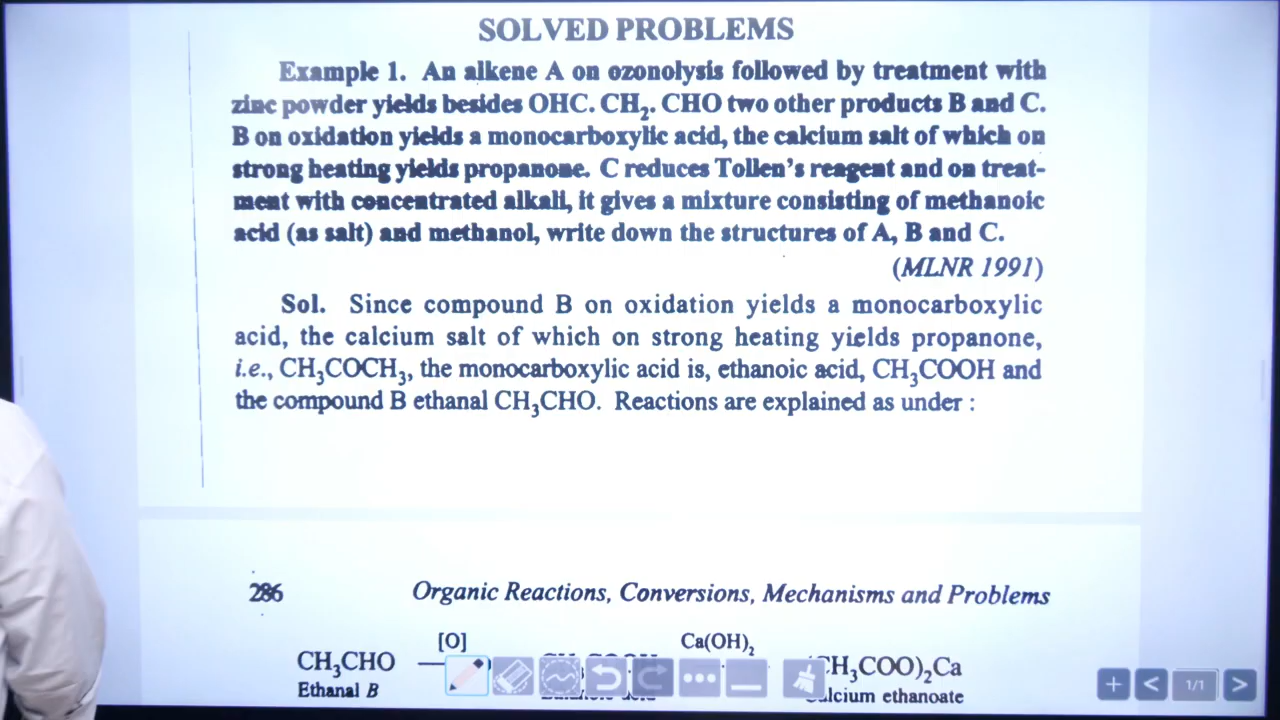 SOLVED PROBLEMS
Example 1. An alkene A on ozonolysis followed by treatment with
zinc powder yields besides OHC. CH₂. CHO two other products B and C.
B on oxidation yields a monocarboxylic acid, the calcium salt of which on
strong heating yields propanone. C reduces Tollen's reagent and on treat-
ment with concentrated alkali, it gives a mixture consisting of methanoic
acid (as salt) and methanol, write down the structures of A, B and C.
(MLNR 1991)
Sol. Since compound B on oxidation yields a monocarboxylic
acid, the calcium salt of which on strong heating yields propanone,
i.e., CH₃COCH₃, the monocarboxylic acid is, ethanoic acid, CH₃COOH and
the compound B ethanal CH₃CHO. Reactions are explained as under :
286 Organic Reactions, Conversions, Mechanisms and Problems
[O] Ca(OH)₂
CH₃CHO CH₃COO)₂Ca
Ethanal B ethanoate
1/1